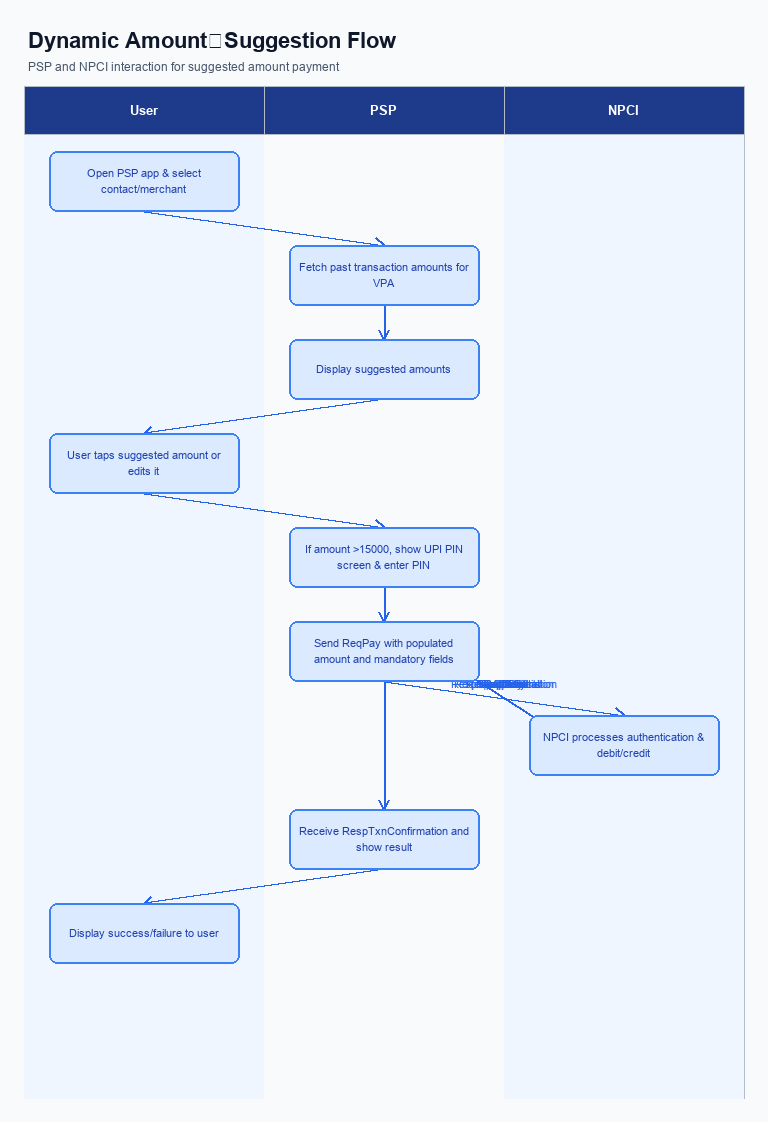 Dynamic Amount□Suggestion Flow
PSP and NPCI interaction for suggested amount payment
User
PSP
NPCI
Open PSP app & select
contact/merchant
Fetch past transaction amounts for
VPA
Display suggested amounts
User taps suggested amount or
edits it
If amount >15000, show UPI PIN
screen & enter PIN
Send ReqPay with populated
amount and mandatory fields
NPCI processes authentication &
debit/credit
Receive RespTxnConfirmation and
show result
Display success/failure to user